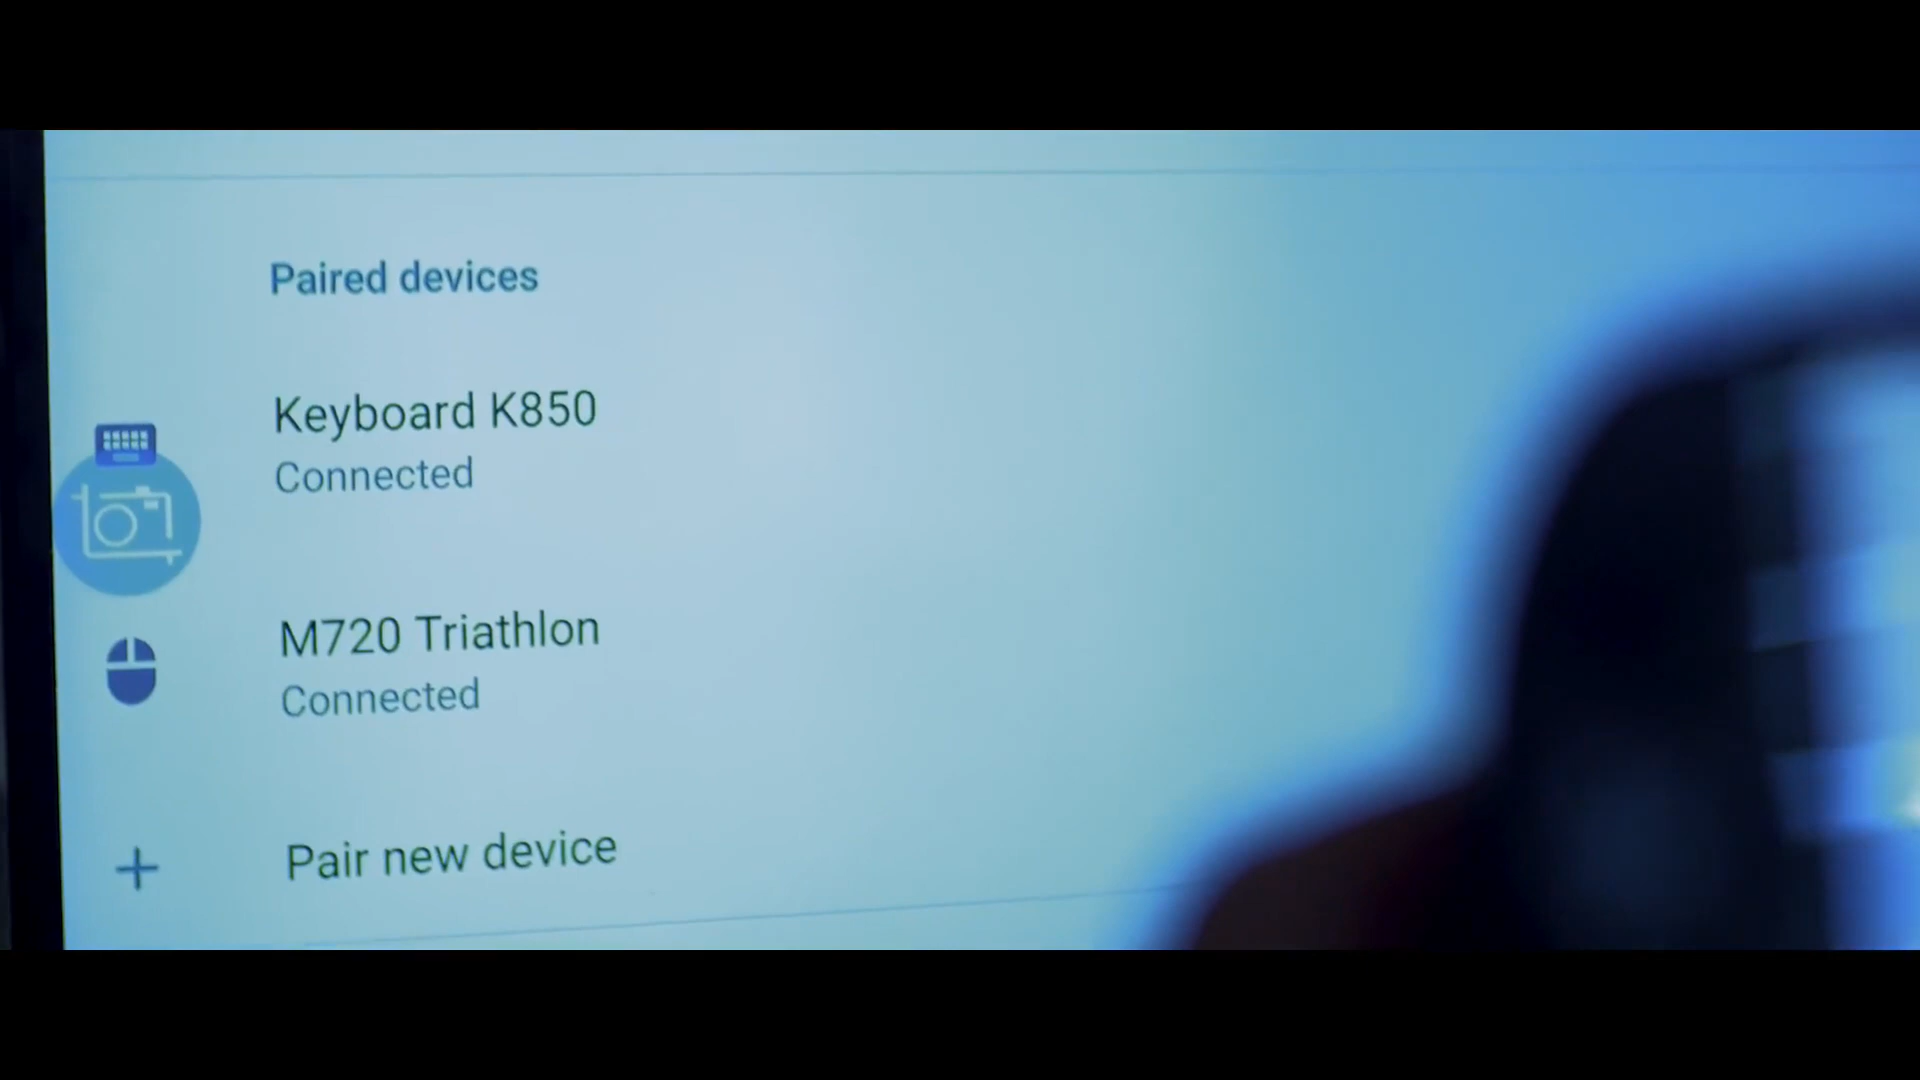 Paired devices
Keyboard K850
Connected
M720 Triathlon
Connected
Pair new device